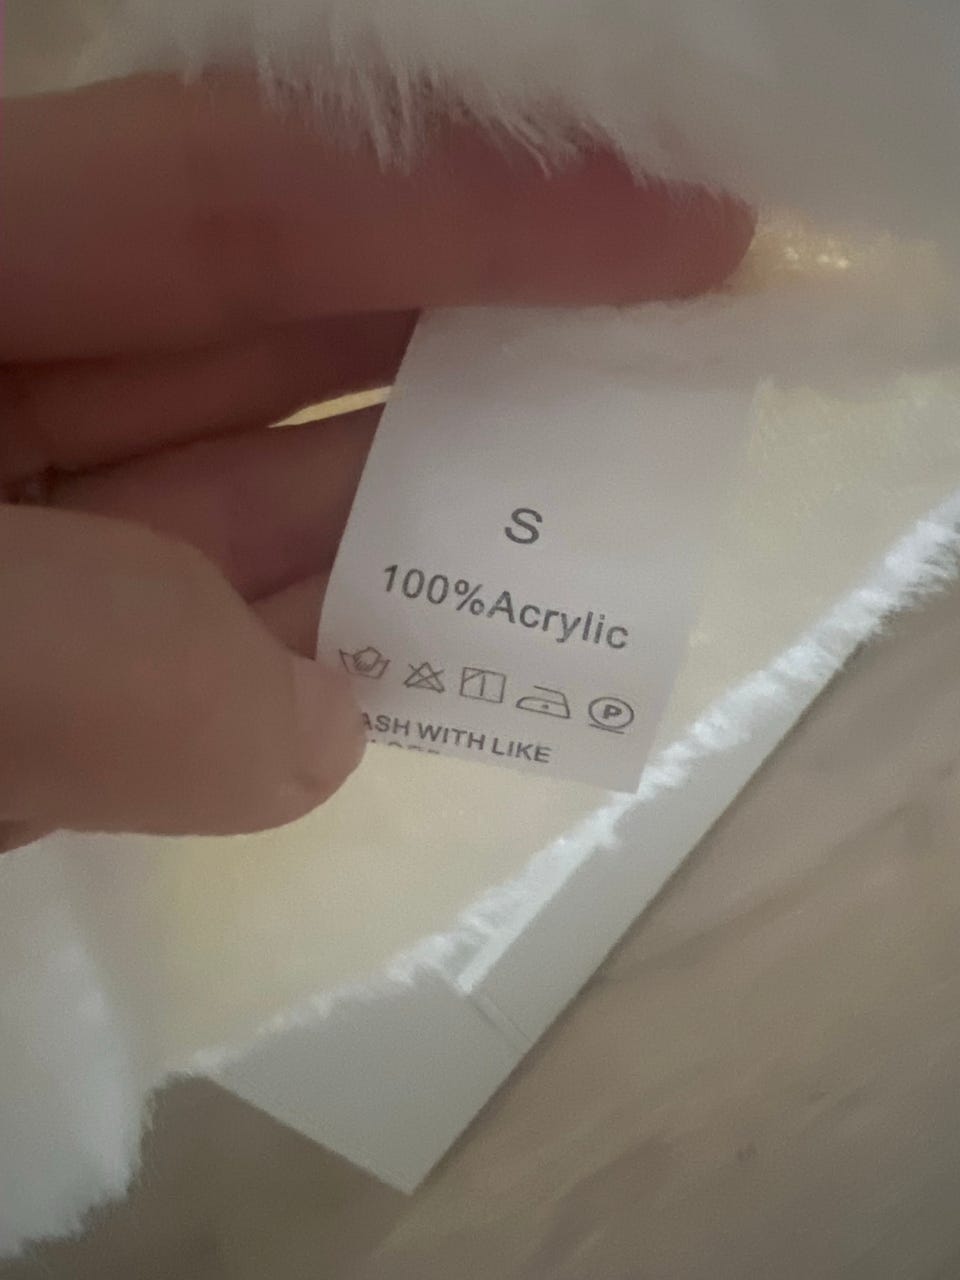 S
100%Acrylic
P
ASH WITH LIKE